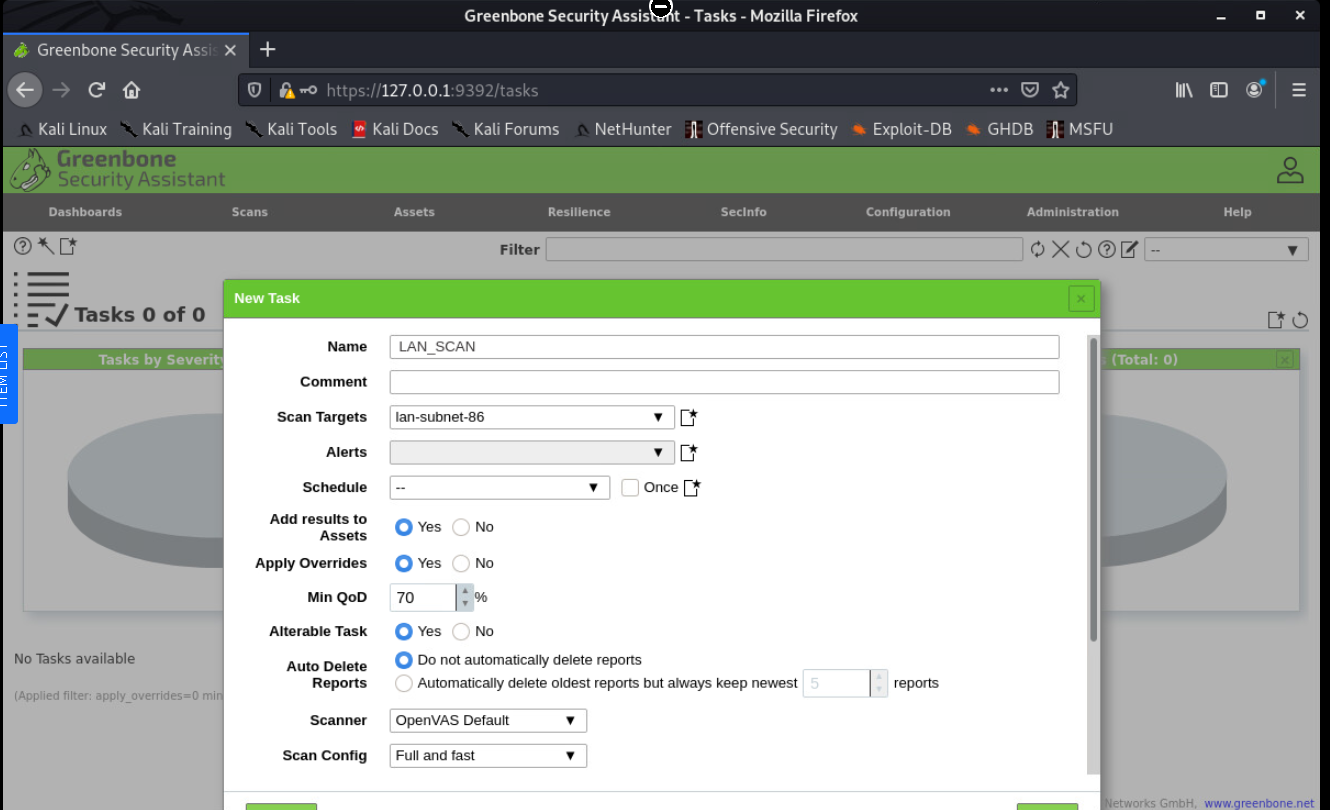 Greenbone Security Assistant - Tasks - Mozilla Firefox
Greenbone Security Assis
https://127.0.0.1:9392/tasks
Kali Linux Kali Training Kali Tools Kali Docs Kali Forums NetHunter Offensive Security Exploit-DB GHDB MSFU
Greenbone
Security Assistant
Dashboards Scans Assets Resilience SecInfo Configuration Administration Help
Filter --
Tasks 0 of 0
New Task
ITEM LIST
Tasks by Severity
(Total: 0)
Name LAN_SCAN
Comment
Scan Targets lan-subnet-86
Alerts
Schedule -- Once
Add results to
Assets Yes No
Apply Overrides Yes No
Min QoD 70 %
Alterable Task Yes No
Auto Delete
Reports
Do not automatically delete reports
Automatically delete oldest reports but always keep newest 5 reports
Scanner OpenVAS Default
Scan Config Full and fast
No Tasks available
(Applied filter: apply_overrides=0 min
Networks GmbH, www.greenbone.net